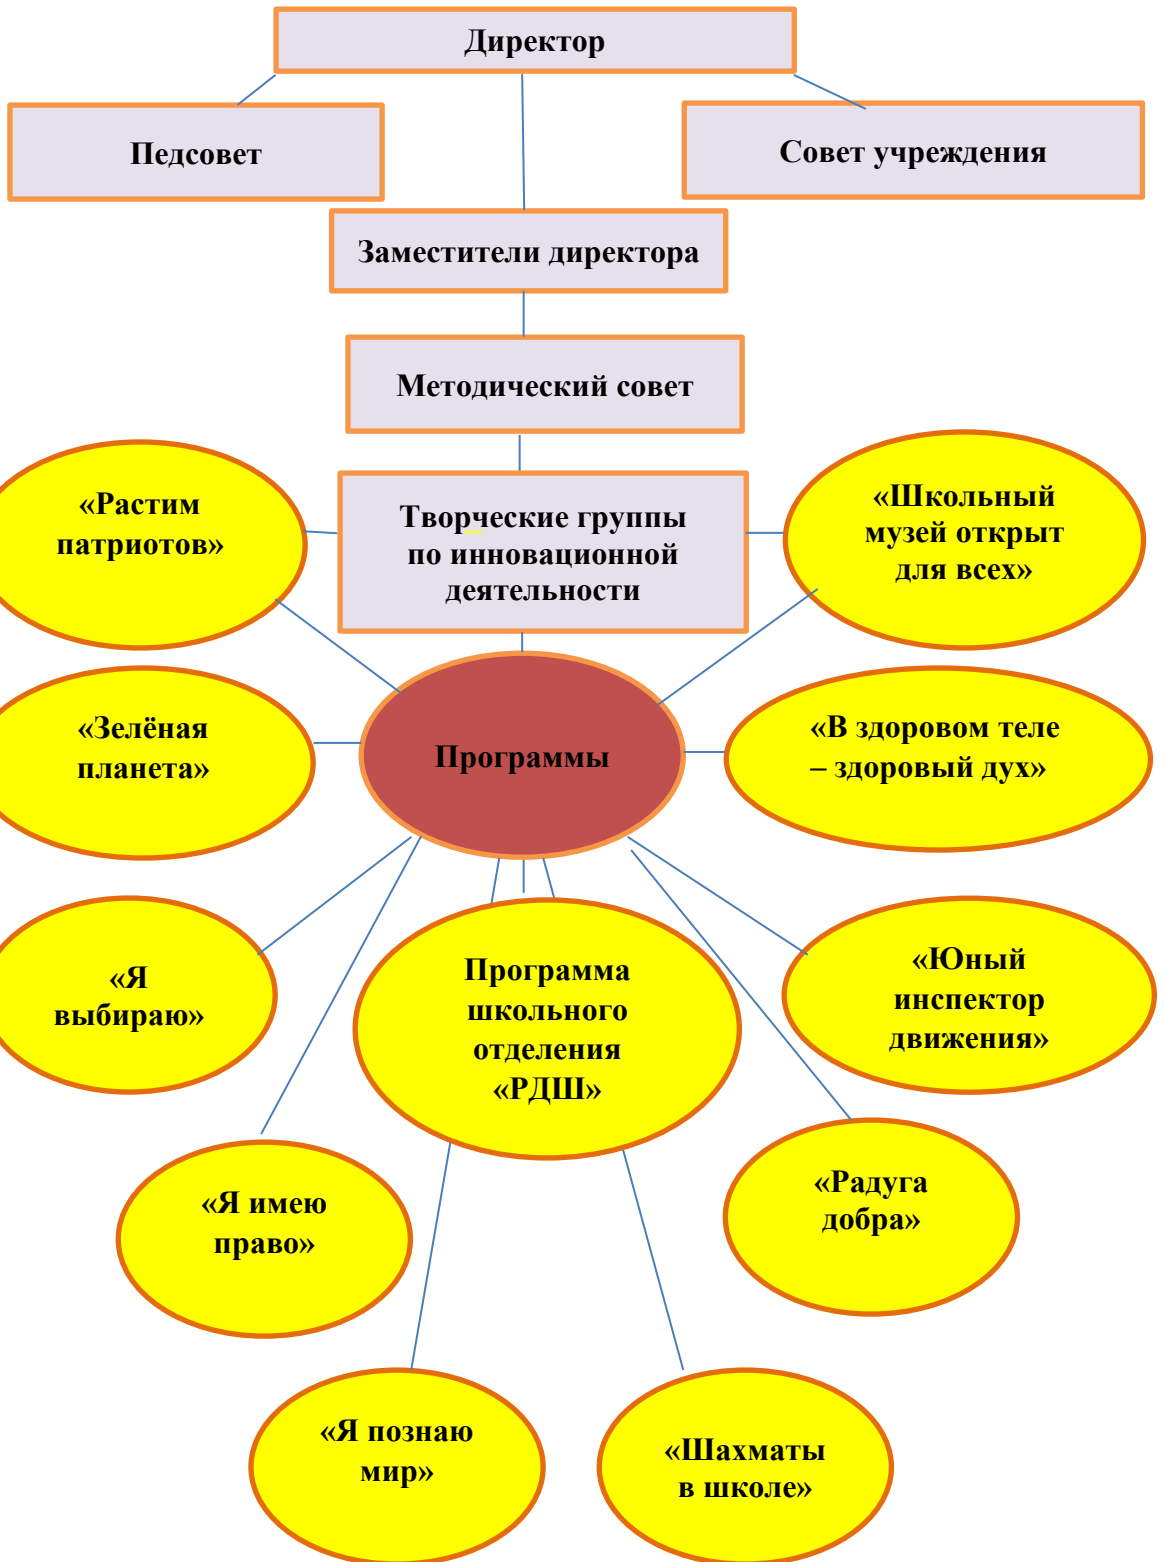 Директор
Педсовет
Совет учреждения
Заместители директора
Методический совет
«Растим
патриотов»
Творческие группы
по инновационной
деятельности
«Школьный
музей открыт
для всех»
«Зелёная
планета»
Программы
«В здоровом теле
– здоровый дух»
«Я
выбираю»
Программа
школьного
отделения
«РДШ»
«Юный
инспектор
движения»
«Я имею
право»
«Радуга
добра»
«Я познаю
мир»
«Шахматы
в школе»